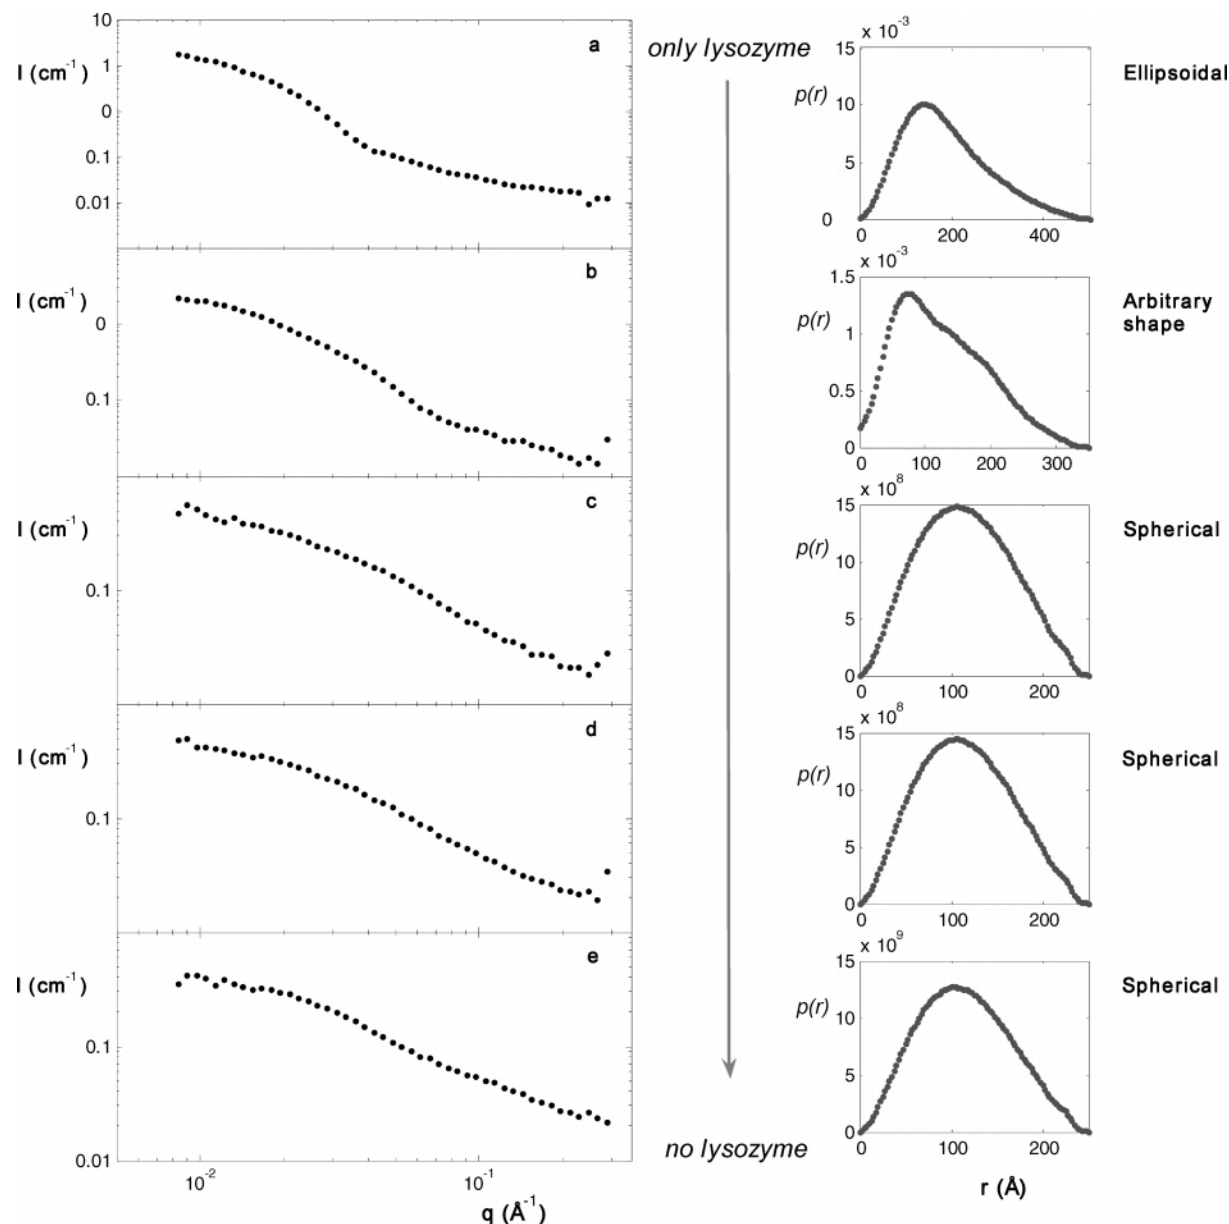 10
a
I (cm⁻¹)
1
0
0.1
0.01
only lysozyme
x 10⁻³
15
p(r)
10
5
0
0 200 400
Ellipsoidal
b
I (cm⁻¹)
0
0.1
x 10⁻³
1.5
p(r)
1
0.5
0
0 100 200 300
Arbitrary
shape
c
I (cm⁻¹)
0.1
x 10⁸
15
p(r)
10
5
0
0 100 200
Spherical
d
I (cm⁻¹)
0.1
x 10⁸
15
p(r)
10
5
0
0 100 200
Spherical
e
I (cm⁻¹)
0.1
0.01
10⁻² 10⁻¹
q (Å⁻¹)
no lysozyme
x 10⁹
15
p(r)
10
5
0
0 100 200
r (Å)
Spherical